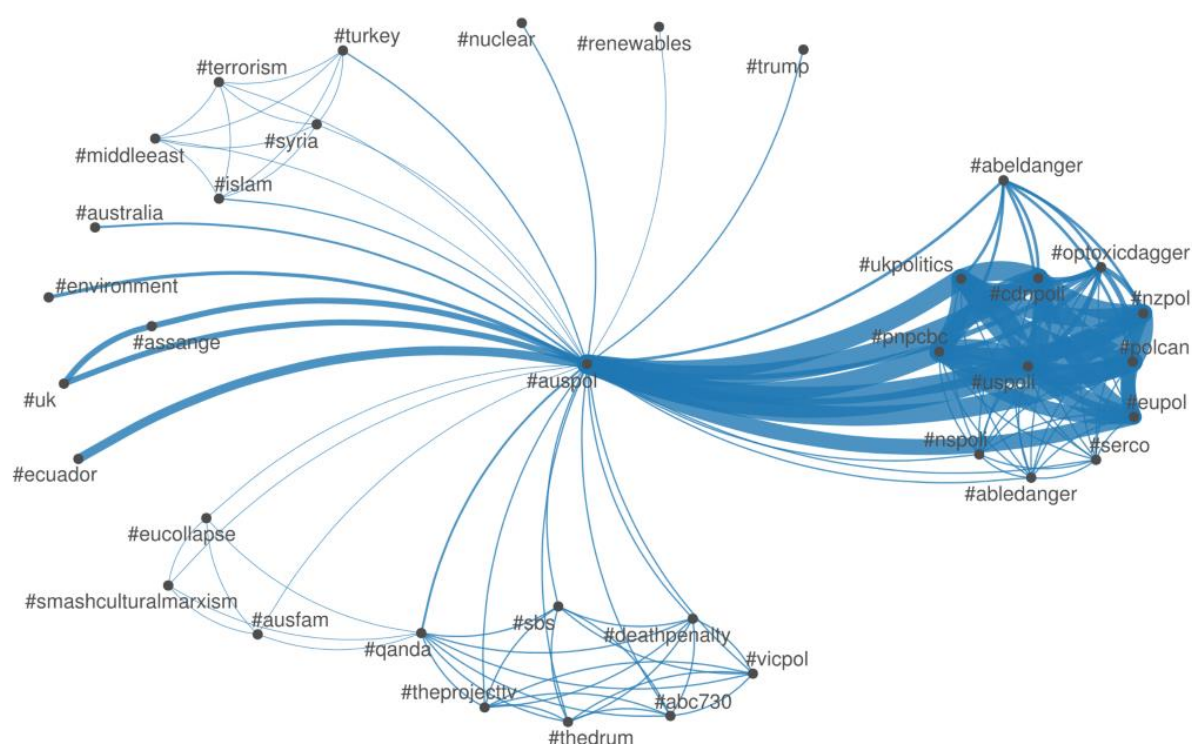 #turkey
#nuclear
#renewables
#trump
#terrorism
#syria
#middleeast
#islam
#australia
#abeldanger
#environment
#assange
#uk
#ecuador
#auspol
#ukpolitics
#optoxicdagger
#cdnpoli
#nzpol
#pnpcbc
#polcan
#uspoli
#eupol
#nspoli
#serco
#abledanger
#eucollapse
#smashculturalmarxism
#ausfam
#qanda
#sbs
#deathpenalty
#vicpol
#theprojecttv
#abc730
#thedrum